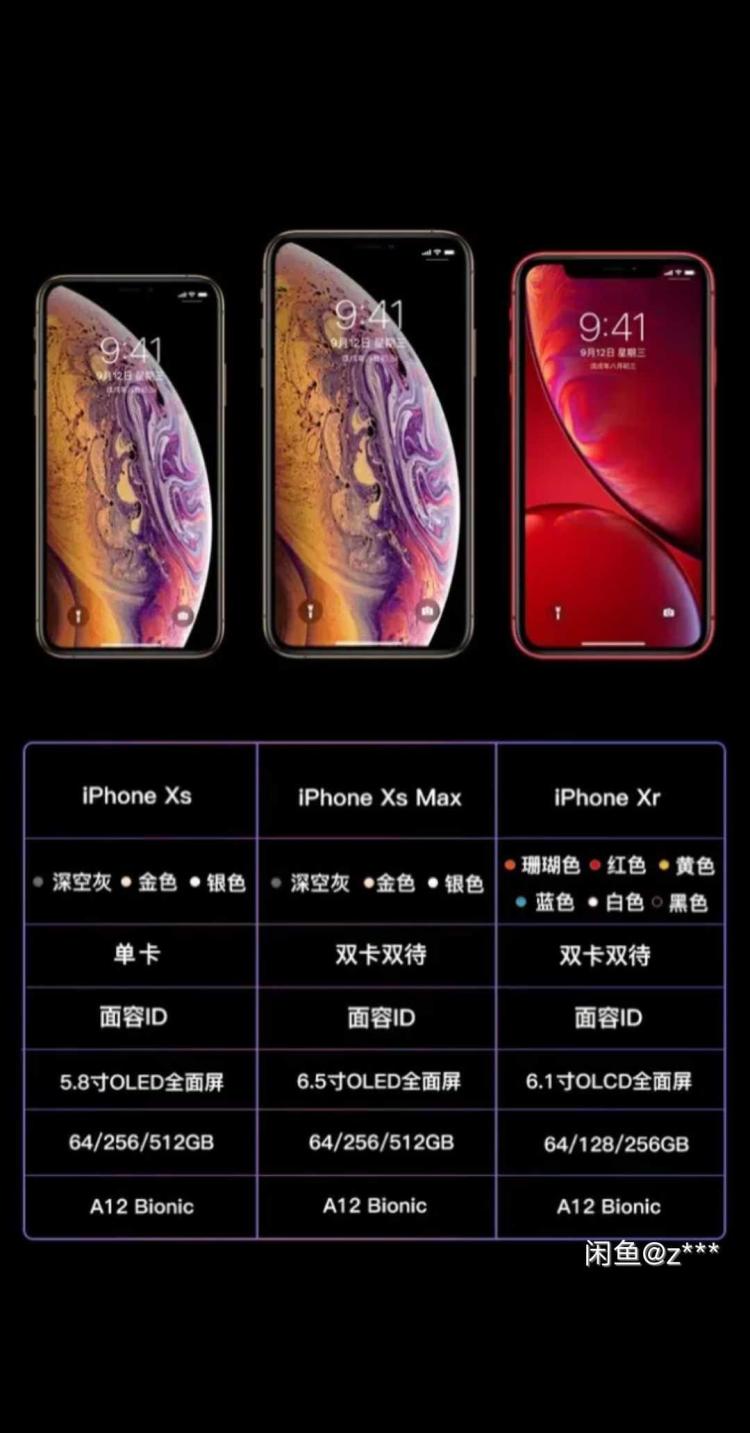 9:41
9月12日 星期三
9:41
9月12日 星期三
9:41
9月12日 星期三
戊戌年八月初三
iPhone Xs
iPhone Xs Max
iPhone Xr
深空灰 金色 银色
深空灰 金色 银色
珊瑚色 红色 黄色
蓝色 白色 黑色
单卡
双卡双待
双卡双待
面容ID
面容ID
面容ID
5.8寸OLED全面屏
6.5寸OLED全面屏
6.1寸OLCD全面屏
64/256/512GB
64/256/512GB
64/128/256GB
A12 Bionic
A12 Bionic
A12 Bionic
闲鱼@z***